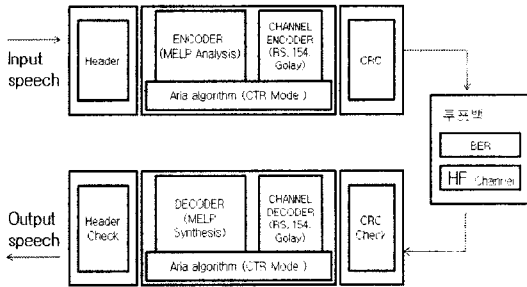 Input
speech
Header
ENCODER
(MELP Analysis)
CHANNEL
ENCODER
(RS, 154,
Golay)
Aria algorithm (CTR Mode )
CRC
BER
HF Channel
Output
speech
Header
Check
DECODER
(MELP
Synthesis)
CHANNEL
DECODER
(RS, 154,
Golay)
Aria algorithm (CTR Mode )
CRC
Check